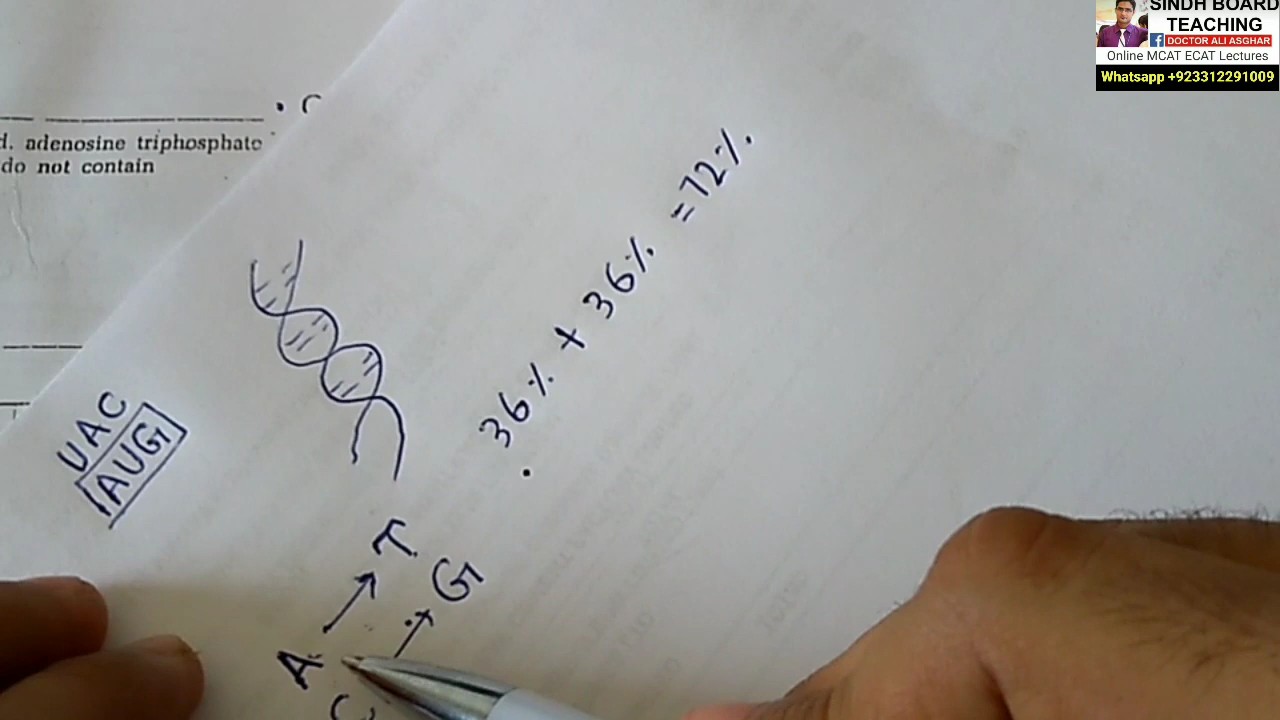 SINDH BOARD
TEACHING
DOCTOR ALI ASGHAR
Online MCAT ECAT Lectures
Whatsapp +923312291009
d. adenosine triphosphate
do not contain
36% + 36% = 72%
UAC
AUG
A → T
C → G